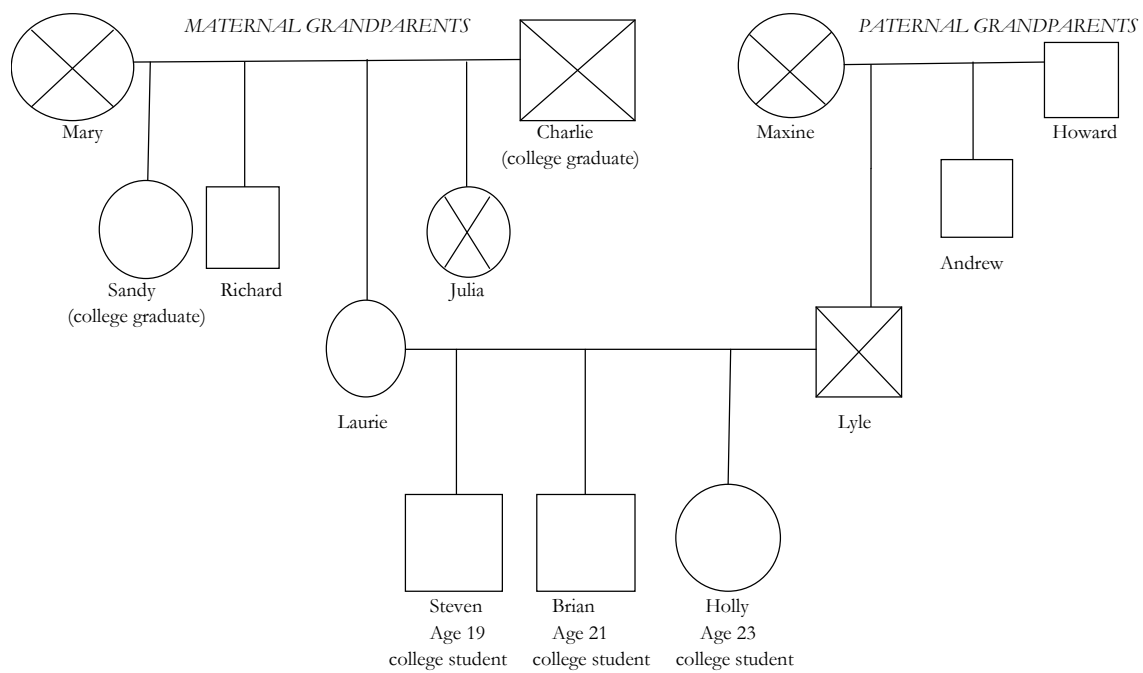 MATERNAL GRANDPARENTS
PATERNAL GRANDPARENTS
Mary
Charlie
(college graduate)
Maxine
Howard
Sandy
(college graduate)
Richard
Julia
Andrew
Laurie
Lyle
Steven
Age 19
college student
Brian
Age 21
college student
Holly
Age 23
college student